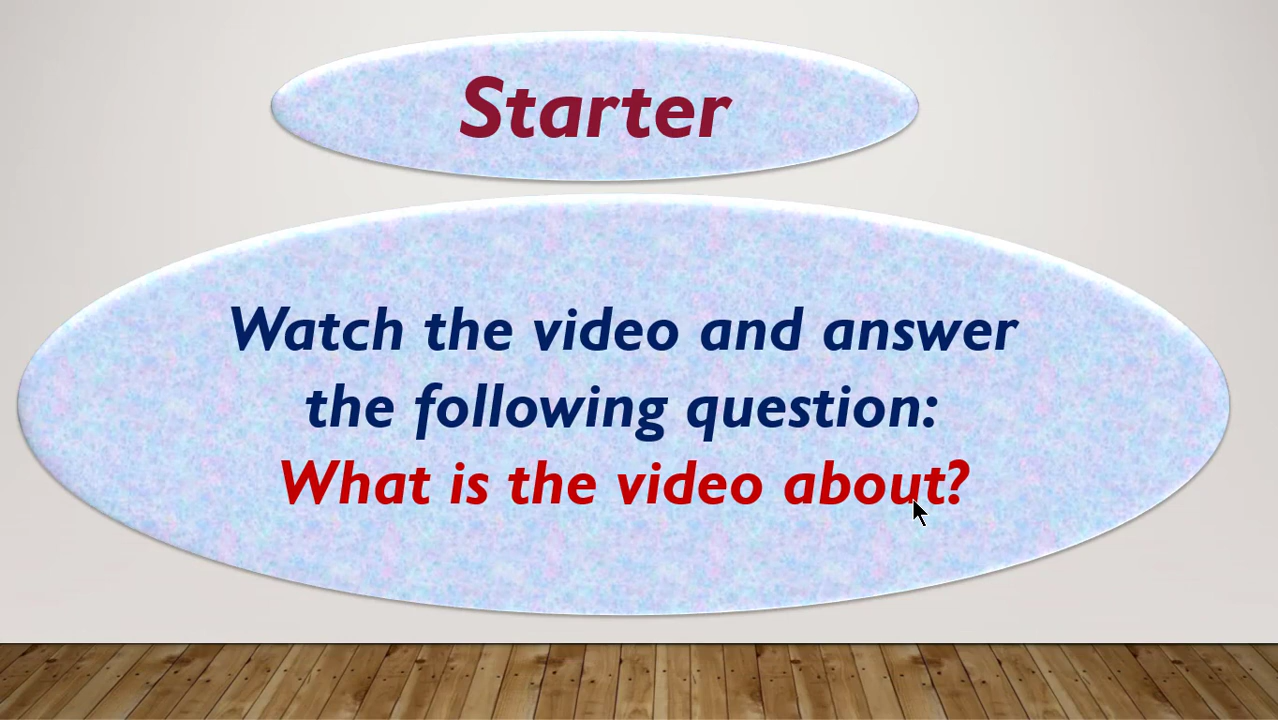 Starter
Watch the video and answer
the following question:
What is the video about?